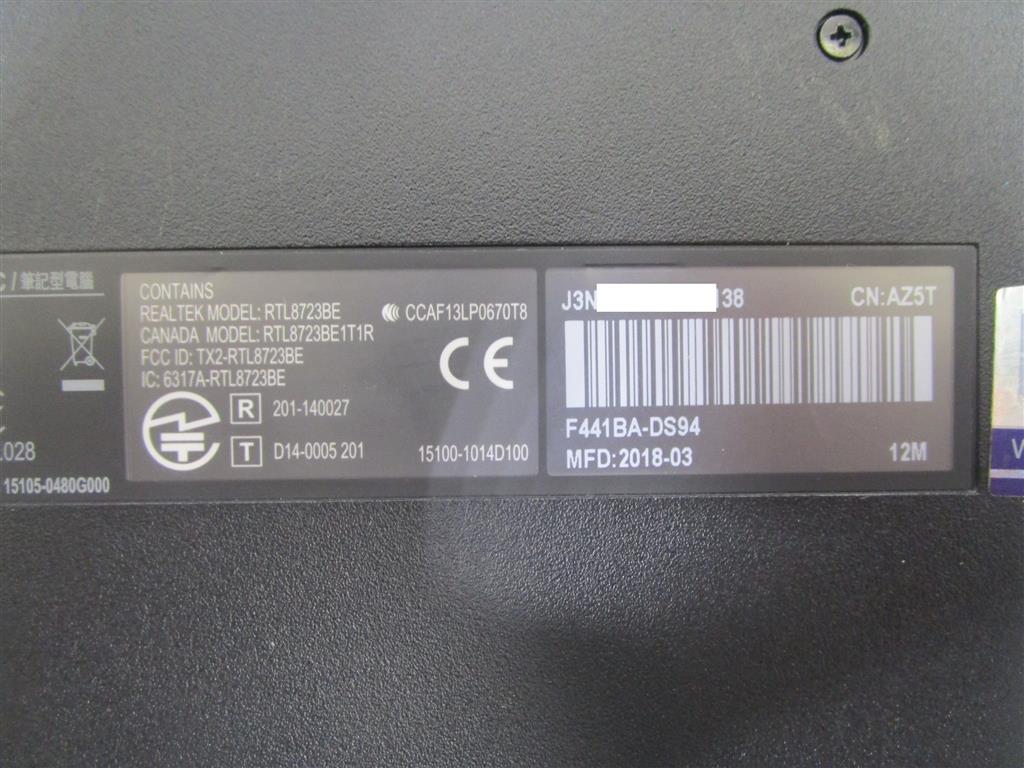 C / 筆記型電腦
.028
15105-0480G000
CONTAINS
REALTEK MODEL: RTL8723BE
CANADA MODEL: RTL8723BE1T1R
FCC ID: TX2-RTL8723BE
IC: 6317A-RTL8723BE
CCAF13LP0670T8
CE
R 201-140027
T D14-0005 201
15100-1014D100
J3N 138
CN:AZ5T
F441BA-DS94
MFD:2018-03
12M
V